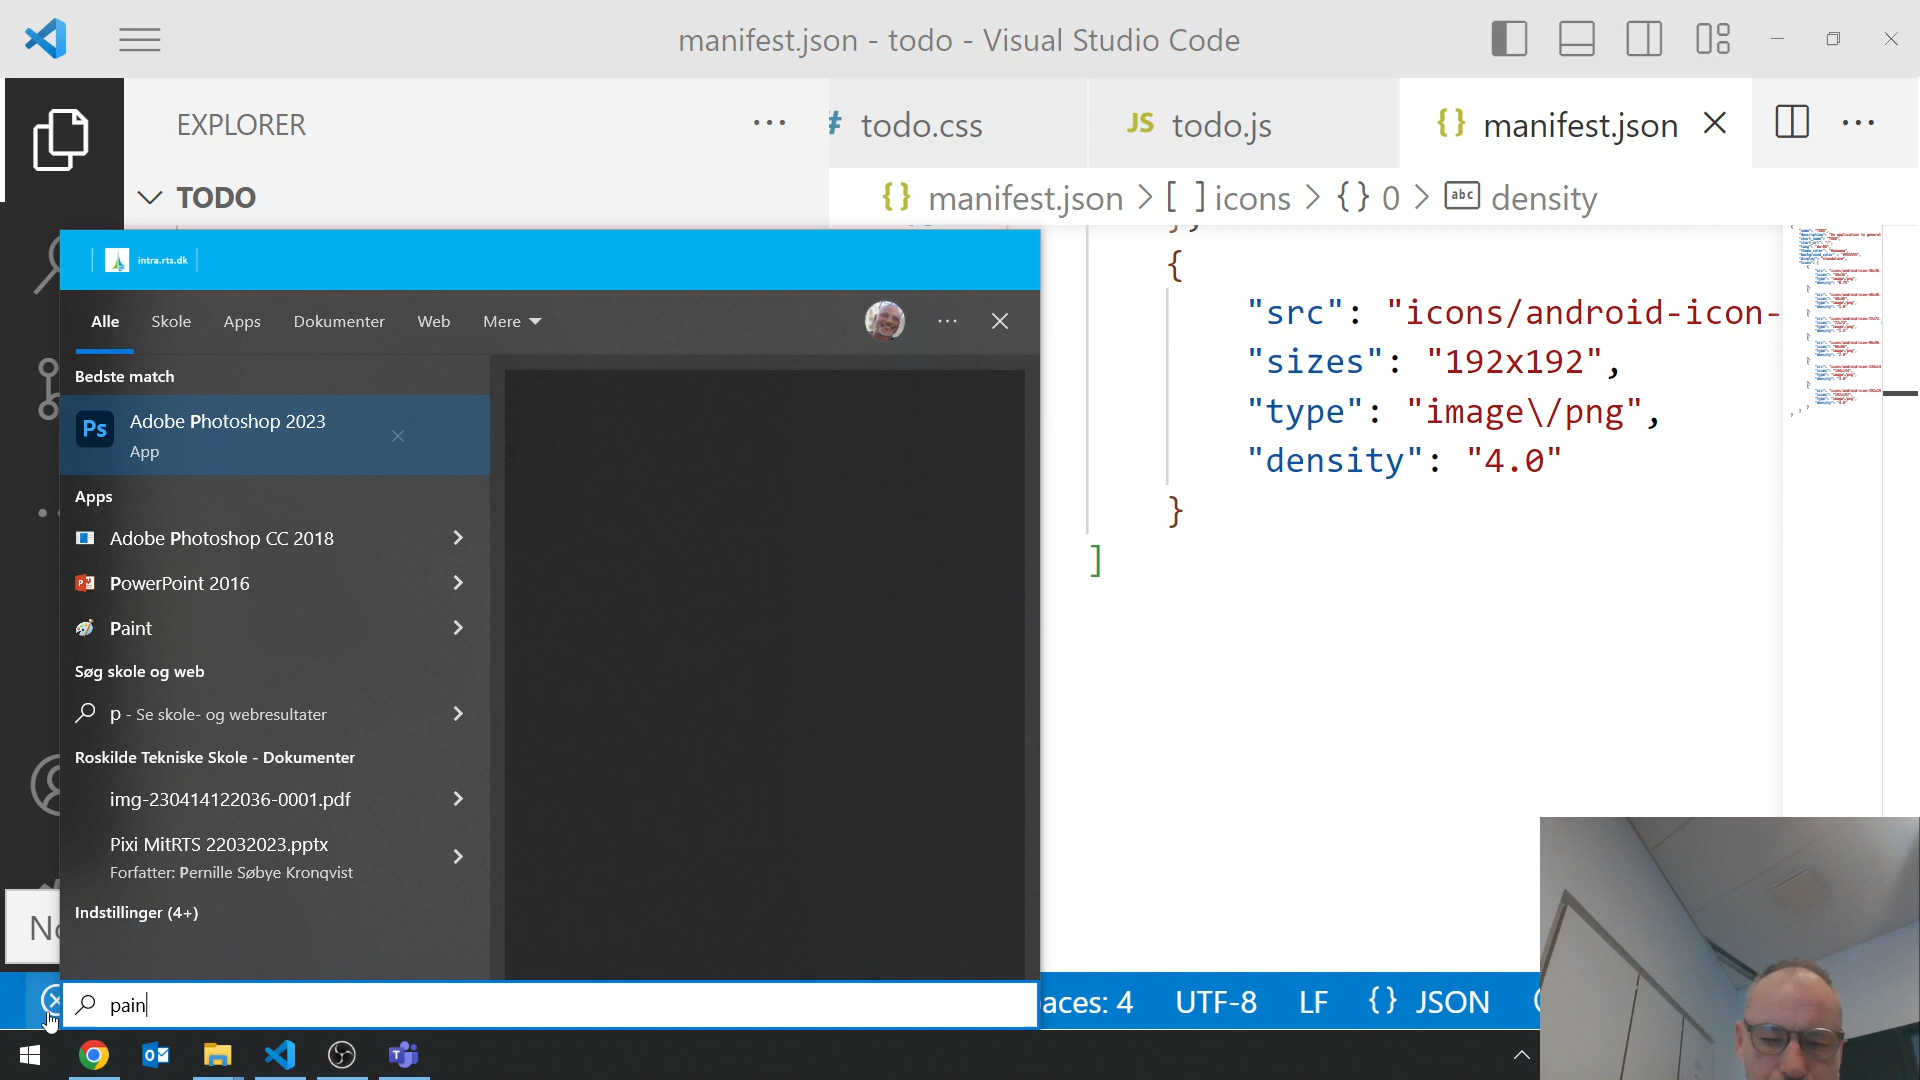 manifest.json - todo - Visual Studio Code
EXPLORER
TODO
# todo.css
JS todo.js
{} manifest.json
{} manifest.json > [ ] icons > {} 0 > abc density
{
"src": "icons/android-icon-
"sizes": "192x192",
"type": "image\/png",
"density": "4.0"
}
]
intra.rts.dk
Alle
Skole
Apps
Dokumenter
Web
Mere
Bedste match
Ps
Adobe Photoshop 2023
App
Apps
Adobe Photoshop CC 2018
PowerPoint 2016
Paint
Søg skole og web
p - Se skole- og webresultater
Roskilde Tekniske Skole - Dokumenter
img-230414122036-0001.pdf
Pixi MitRTS 22032023.pptx
Forfatter: Pernille Søbye Kronqvist
Indstillinger (4+)
pain
aces: 4
UTF-8
LF
{} JSON